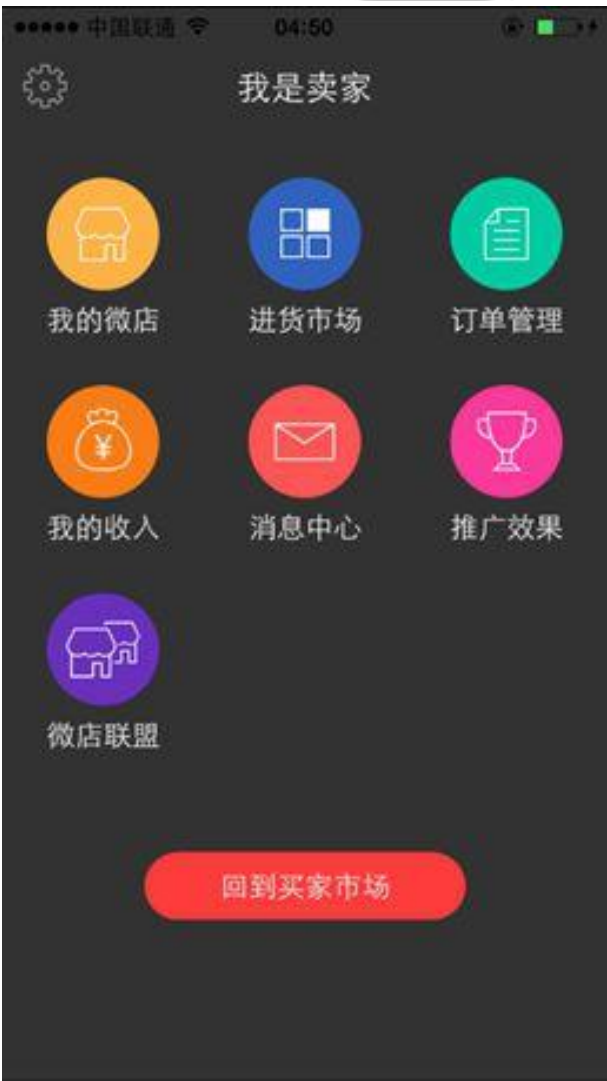 中国联通 04:50
我是卖家
我的微店 进货市场 订单管理
¥
我的收入 消息中心 推广效果
微店联盟
回到买家市场